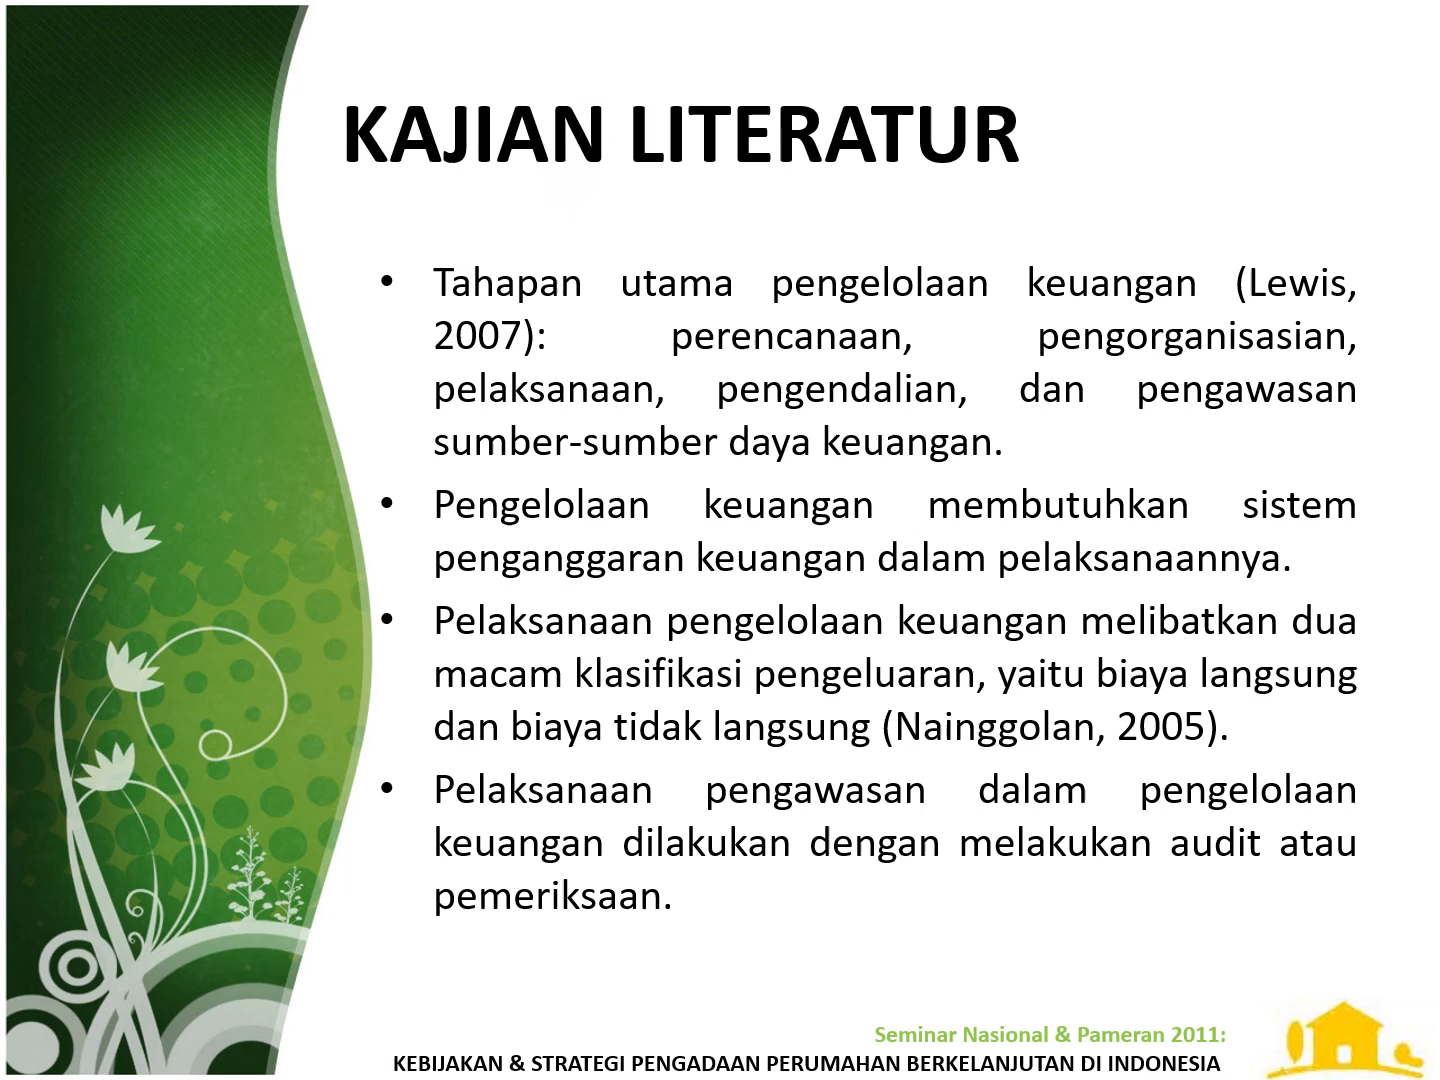 KAJIAN LITERATUR
• Tahapan utama pengelolaan keuangan (Lewis,
2007): perencanaan, pengorganisasian,
pelaksanaan, pengendalian, dan pengawasan
sumber-sumber daya keuangan.
• Pengelolaan keuangan membutuhkan sistem
penganggaran keuangan dalam pelaksanaannya.
• Pelaksanaan pengelolaan keuangan melibatkan dua
macam klasifikasi pengeluaran, yaitu biaya langsung
dan biaya tidak langsung (Nainggolan, 2005).
• Pelaksanaan pengawasan dalam pengelolaan
keuangan dilakukan dengan melakukan audit atau
pemeriksaan.
Seminar Nasional & Pameran 2011:
KEBIJAKAN & STRATEGI PENGADAAN PERUMAHAN BERKELANJUTAN DI INDONESIA